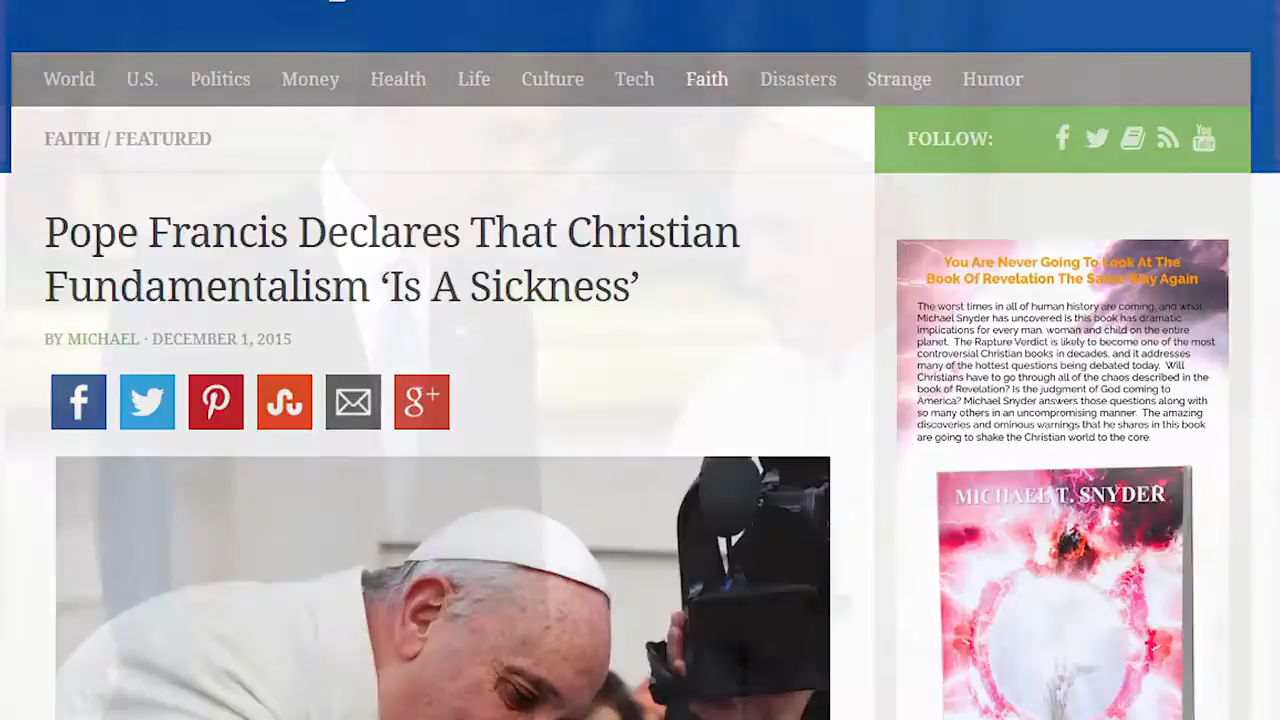 World U.S. Politics Money Health Life Culture Tech Faith Disasters Strange Humor
FAITH / FEATURED
FOLLOW:
You Tube
Pope Francis Declares That Christian
Fundamentalism ‘Is A Sickness’
BY MICHAEL · DECEMBER 1, 2015
g+
You Are Never Going To Look At The
Book Of Revelation The Same Way Again
The worst times in all of human history are coming, and what
Michael Snyder has uncovered is this book has dramatic
implications for every man, woman and child on the entire
planet. The Rapture Verdict is likely to become one of the most
controversial Christian books in decades, and it addresses
many of the hottest questions being debated today. Will
Christians have to go through all of the chaos described in the
book of Revelation? Is the judgment of God coming to
America? Michael Snyder answers those questions along with
so many others in an uncompromising manner. The amazing
discoveries and ominous warnings that he shares in this book
are going to shake the Christian world to the core.
MICHAEL T. SNYDER